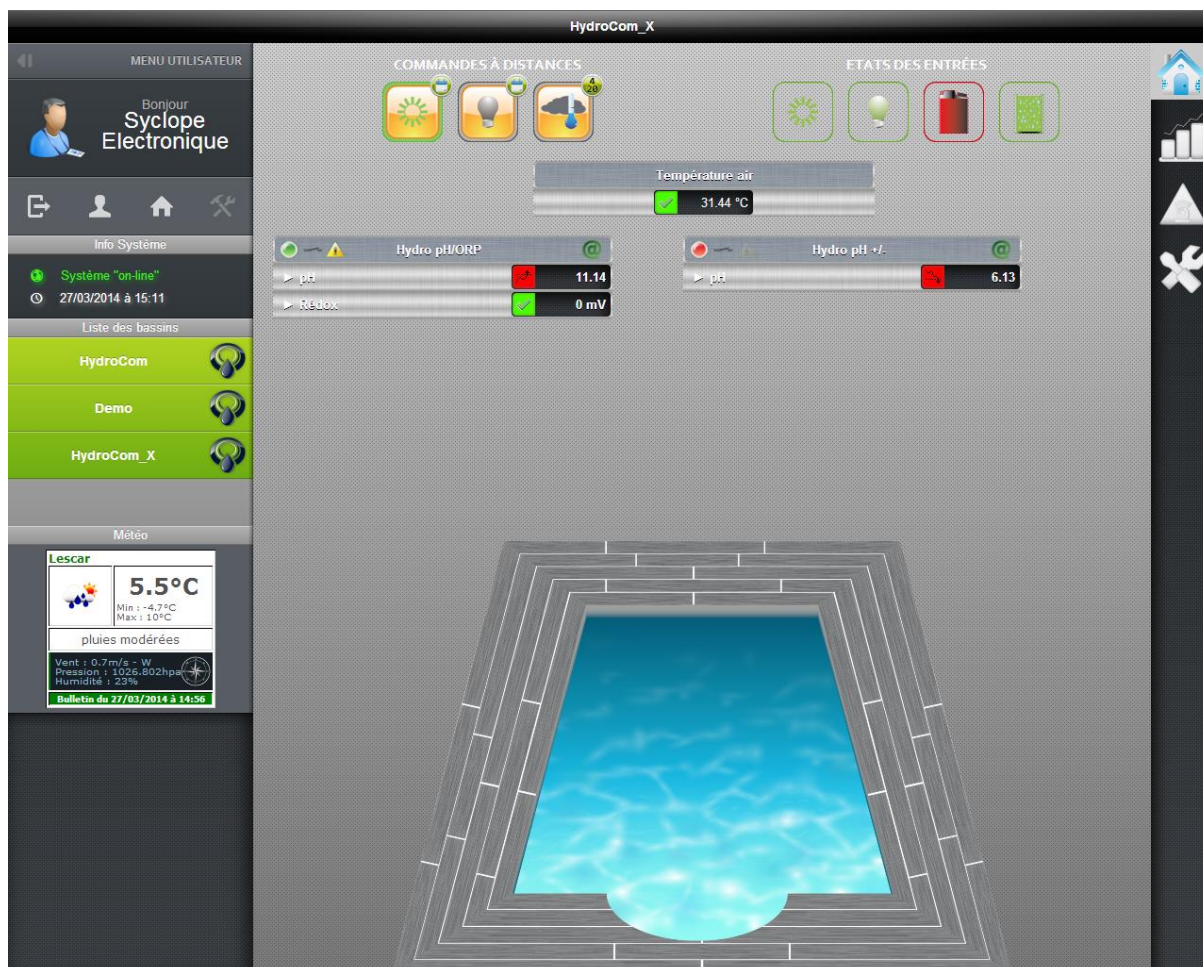 HydroCom_X
MENU UTILISATEUR
Bonjour
Syclope
Electronique
Info Système
Système "on-line"
27/03/2014 à 15:11
Liste des bassins
HydroCom
Demo
HydroCom_X
Météo
Lescar
5.5°C
Min : -4.7°C
Max : 10°C
pluies modérées
Vent : 0.7m/s - W
Pression : 1026.802hpa
Humidité : 23%
Bulletin du 27/03/2014 à 14:56
COMMANDES À DISTANCES
4
20
ETATS DES ENTRÉES
Température air
31.44 °C
Hydro pH/ORP @
pH 11.14
Rédox 0 mV
Hydro pH +/- @
pH 6.13